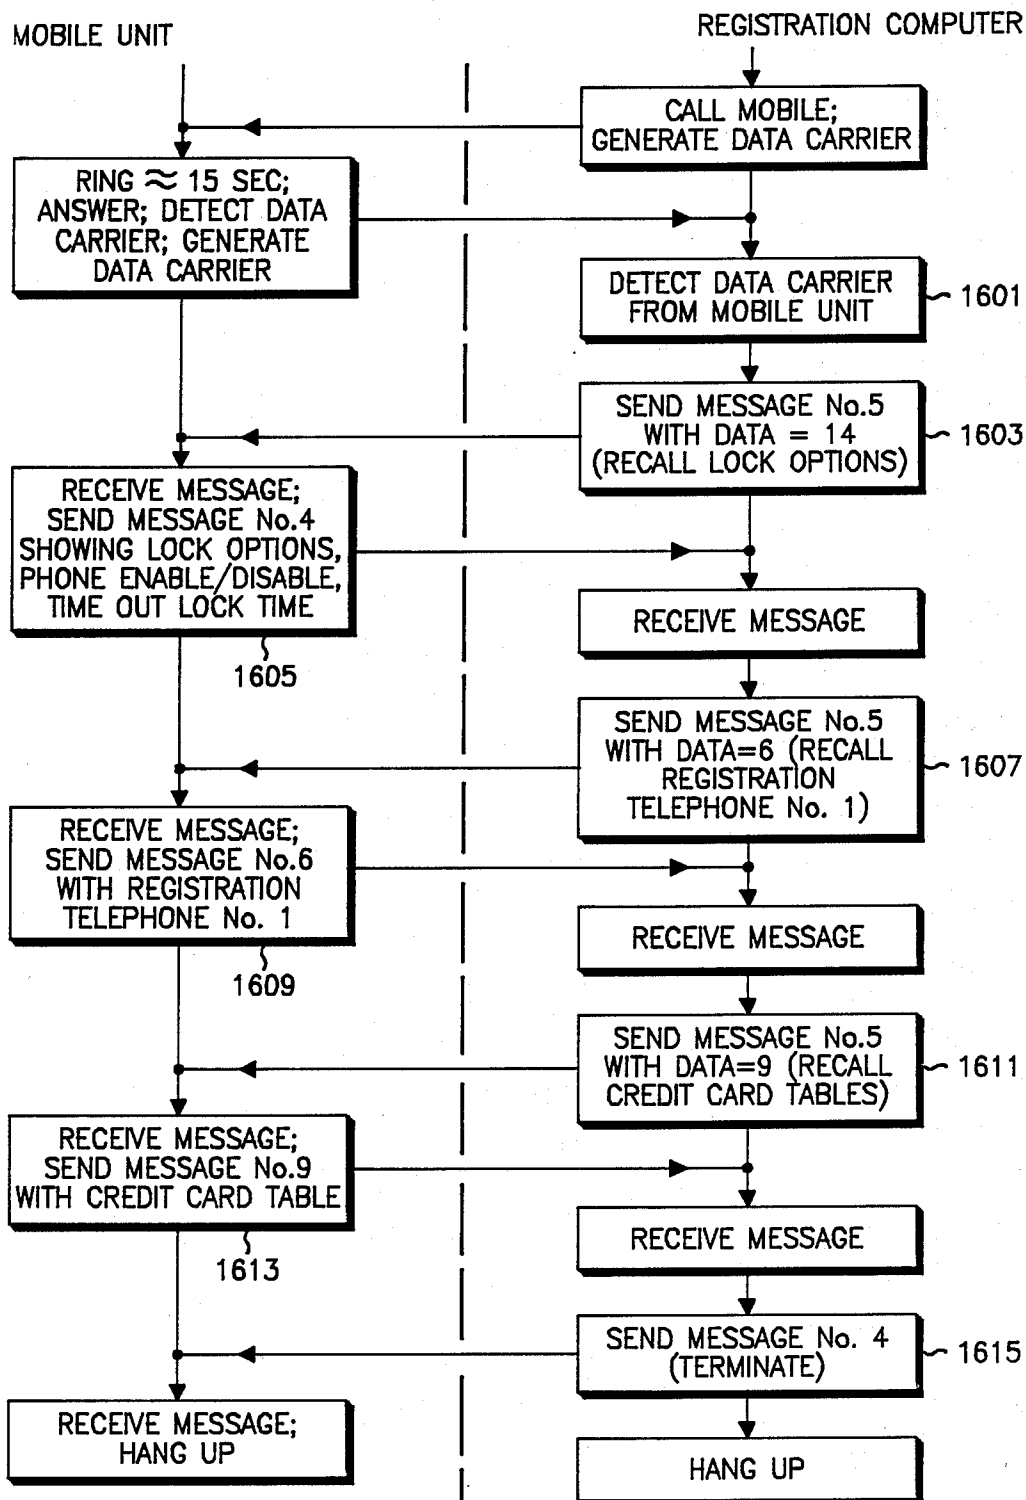 MOBILE UNIT
REGISTRATION COMPUTER
CALL MOBILE;
GENERATE DATA CARRIER
RING ≈ 15 SEC;
ANSWER; DETECT DATA
CARRIER; GENERATE
DATA CARRIER
DETECT DATA CARRIER
FROM MOBILE UNIT
1601
SEND MESSAGE No.5
WITH DATA = 14
(RECALL LOCK OPTIONS)
1603
RECEIVE MESSAGE;
SEND MESSAGE No.4
SHOWING LOCK OPTIONS,
PHONE ENABLE/DISABLE,
TIME OUT LOCK TIME
1605
RECEIVE MESSAGE
SEND MESSAGE No.5
WITH DATA=6 (RECALL
REGISTRATION
TELEPHONE No. 1)
1607
RECEIVE MESSAGE;
SEND MESSAGE No.6
WITH REGISTRATION
TELEPHONE No. 1
1609
RECEIVE MESSAGE
SEND MESSAGE No.5
WITH DATA=9 (RECALL
CREDIT CARD TABLES)
1611
RECEIVE MESSAGE;
SEND MESSAGE No.9
WITH CREDIT CARD TABLE
1613
RECEIVE MESSAGE
SEND MESSAGE No. 4
(TERMINATE)
1615
RECEIVE MESSAGE;
HANG UP
HANG UP